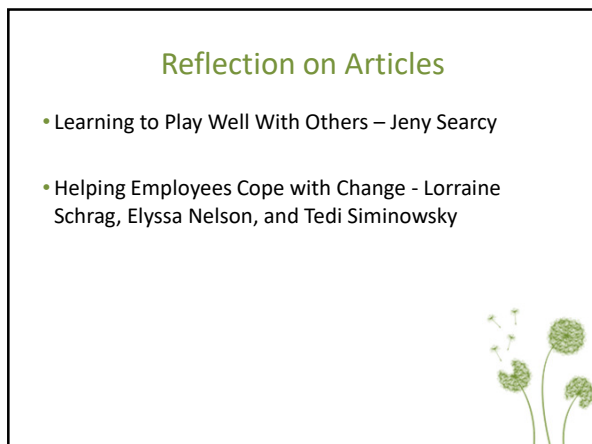 Reflection on Articles
• Learning to Play Well With Others – Jeny Searcy
• Helping Employees Cope with Change - Lorraine
Schrag, Elyssa Nelson, and Tedi Siminowsky